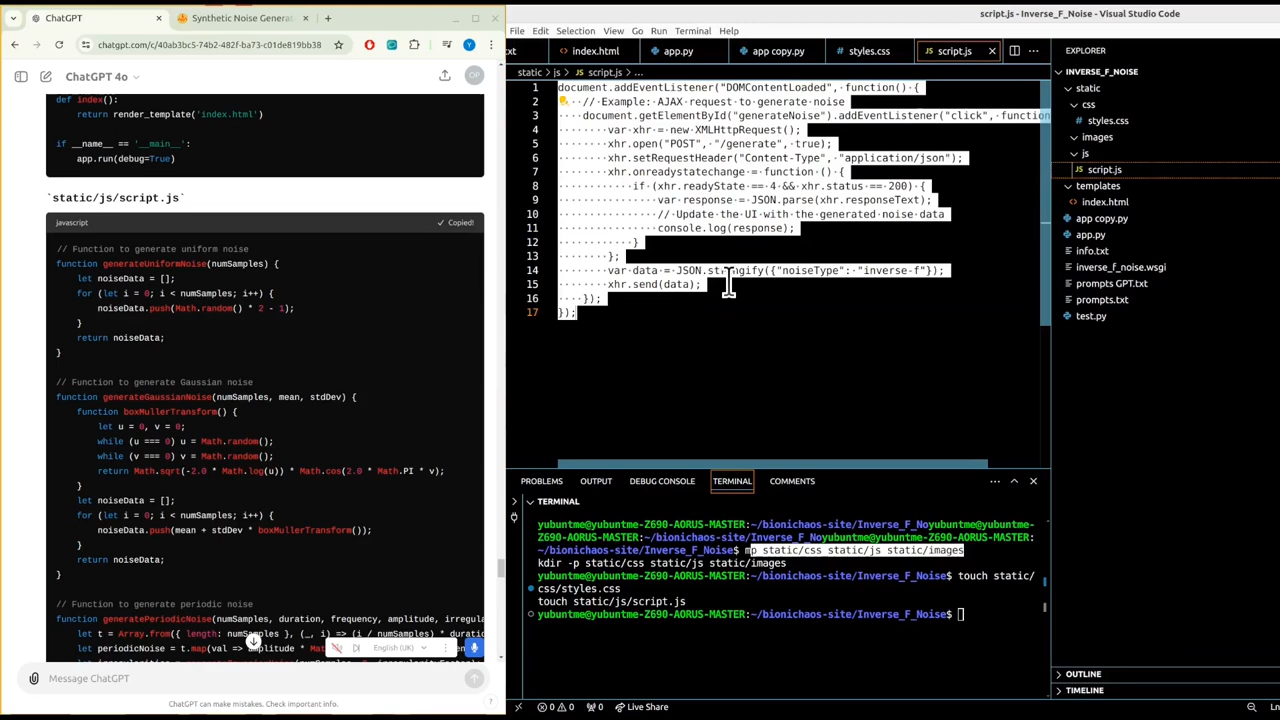 ChatGPT
Synthetic Noise Generat
chatgpt.com/c/40ab3bc5-74b2-482f-ba73-c01de819bb38
ChatGPT 4o
OP
def index():
return render_template('index.html')
if __name__ == '__main__':
app.run(debug=True)
`static/js/script.js`
javascript
Copied!
// Function to generate uniform noise
function generateUniformNoise(numSamples) {
let noiseData = [];
for (let i = 0; i < numSamples; i++) {
noiseData.push(Math.random() * 2 - 1);
}
return noiseData;
}
// Function to generate Gaussian noise
function generateGaussianNoise(numSamples, mean, stdDev) {
function boxMullerTransform() {
let u = 0, v = 0;
while (u === 0) u = Math.random();
while (v === 0) v = Math.random();
return Math.sqrt(-2.0 * Math.log(u)) * Math.cos(2.0 * Math.PI * v);
}
let noiseData = [];
for (let i = 0; i < numSamples; i++) {
noiseData.push(mean + stdDev * boxMullerTransform());
}
return noiseData;
}
// Function to generate periodic noise
function generatePeriodicNoise(numSamples, duration, frequency, amplitude, irregula
let t = Array.from({ length: numSamples }, (_, i) => (i / numSamples) * duratio
let periodicNoise = t.map(val => amplitude * Mat
English (UK)
Message ChatGPT
ChatGPT can make mistakes. Check important info.
?
script.js - Inverse_F_Noise - Visual Studio Code
File Edit Selection View Go Run Terminal Help
txt
index.html
app.py
app copy.py
styles.css
JS script.js
static > js > JS script.js > ...
1 document.addEventListener("DOMContentLoaded", function() {
2 // Example: AJAX request to generate noise
3 document.getElementById("generateNoise").addEventListener("click", function
4 var xhr = new XMLHttpRequest();
5 xhr.open("POST", "/generate", true);
6 xhr.setRequestHeader("Content-Type", "application/json");
7 xhr.onreadystatechange = function () {
8 if (xhr.readyState == 4 && xhr.status == 200) {
9 var response = JSON.parse(xhr.responseText);
10 // Update the UI with the generated noise data
11 console.log(response);
12 }
13 };
14 var data = JSON.stringify({"noiseType": "inverse-f"});
15 xhr.send(data);
16 });
17 });
PROBLEMS OUTPUT DEBUG CONSOLE TERMINAL COMMENTS
TERMINAL
yubuntme@yubuntme-Z690-AORUS-MASTER:~/bionichaos-site/Inverse_F_Noyubuntme@yubuntme-
Z690-AORUS-MASTER:~/bionichaos-site/Inverse_F_Noyubuntme@yubuntme-Z690-AORUS-MASTER:
~/bionichaos-site/Inverse_F_Noise$ mp static/css static/js static/images
kdir -p static/css static/js static/images
yubuntme@yubuntme-Z690-AORUS-MASTER:~/bionichaos-site/Inverse_F_Noise$ touch static/
css/styles.css
touch static/js/script.js
yubuntme@yubuntme-Z690-AORUS-MASTER:~/bionichaos-site/Inverse_F_Noise$
EXPLORER
INVERSE_F_NOISE
static
css
styles.css
images
js
JS script.js
templates
index.html
app copy.py
app.py
info.txt
inverse_f_noise.wsgi
prompts GPT.txt
prompts.txt
test.py
OUTLINE
TIMELINE
0 0
0
Live Share
Ln